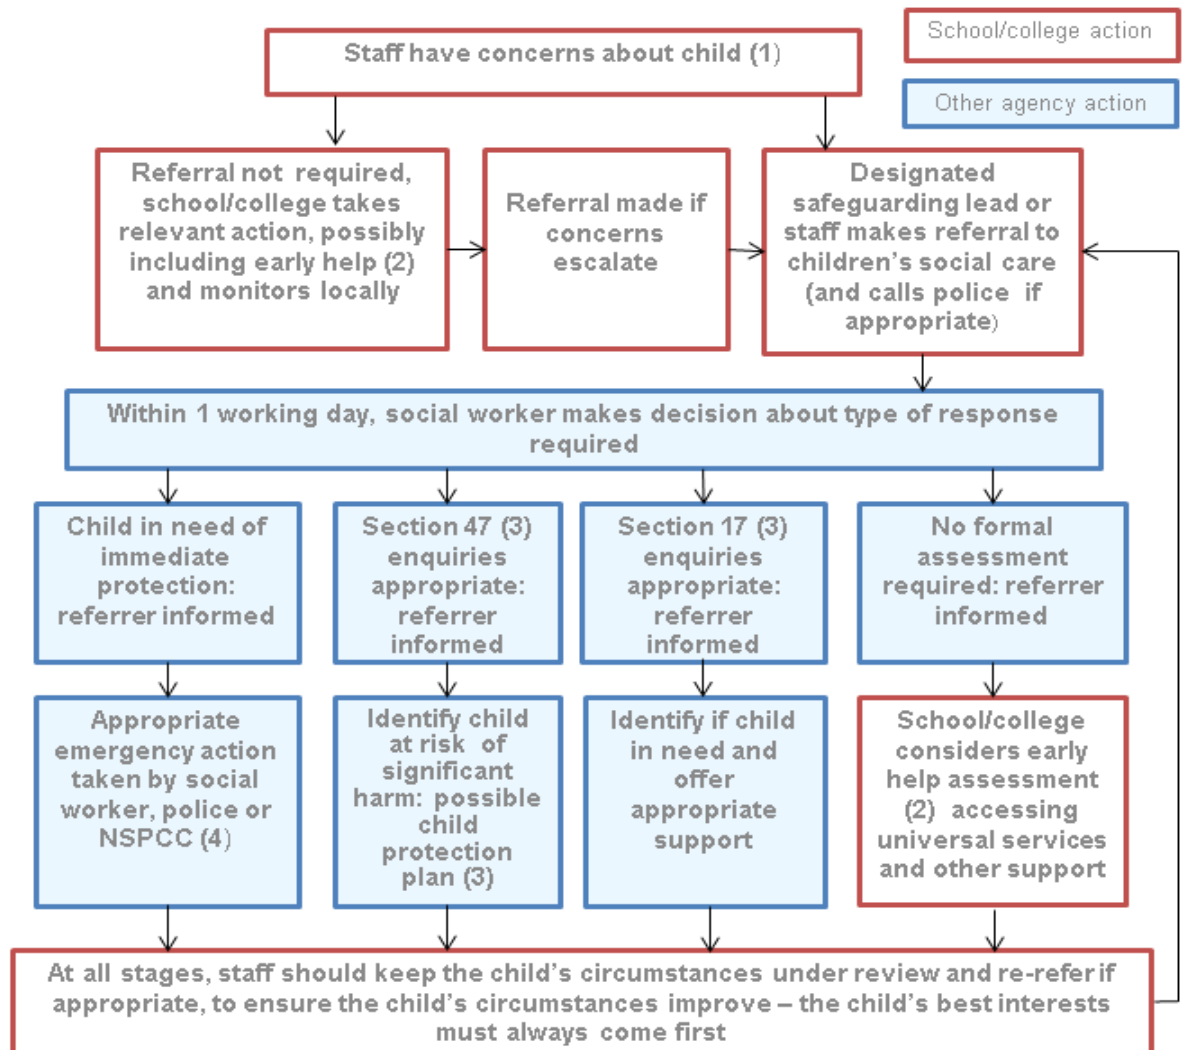 Staff have concerns about child (1)
School/college action
Other agency action
Referral not required,
school/college takes
relevant action, possibly
including early help (2)
and monitors locally
Referral made if
concerns
escalate
Designated
safeguarding lead or
staff makes referral to
children's social care
(and calls police if
appropriate)
Within 1 working day, social worker makes decision about type of response
required
Child in need of
immediate
protection:
referrer informed
Section 47 (3)
enquiries
appropriate:
referrer
informed
Section 17 (3)
enquiries
appropriate:
referrer
informed
No formal
assessment
required: referrer
informed
Appropriate
emergency action
taken by social
worker, police or
NSPCC (4)
Identify child
at risk of
significant
harm: possible
child
protection
plan (3)
Identify if child
in need and
offer
appropriate
support
School/college
considers early
help assessment
(2) accessing
universal services
and other support
At all stages, staff should keep the child's circumstances under review and re-refer if
appropriate, to ensure the child's circumstances improve – the child's best interests
must always come first